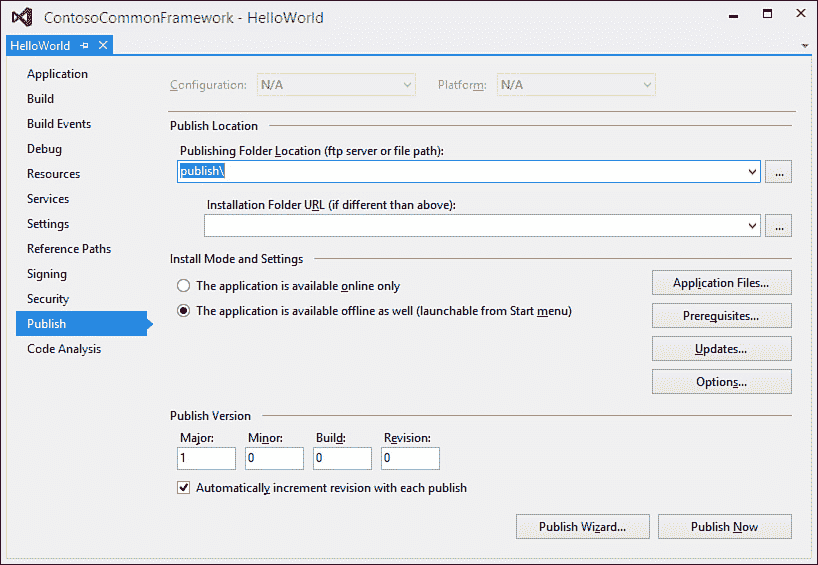 ContosoCommonFramework - HelloWorld
HelloWorld
Application
Build
Build Events
Debug
Resources
Services
Settings
Reference Paths
Signing
Security
Publish
Code Analysis
Configuration: N/A Platform: N/A
Publish Location
Publishing Folder Location (ftp server or file path):
publish\
...
Installation Folder URL (if different than above):
...
Install Mode and Settings
The application is available online only
The application is available offline as well (launchable from Start menu)
Application Files...
Prerequisites...
Updates...
Options...
Publish Version
Major: Minor: Build: Revision:
1 0 0 0
Automatically increment revision with each publish
Publish Wizard... Publish Now